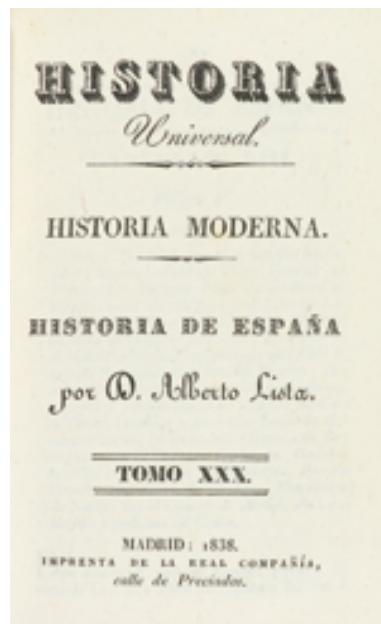 HISTORIA
Universal.
HISTORIA MODERNA.
HISTORIA DE ESPAÑA
por D. Alberto Lista.
TOMO XXX.
MADRID: 1838.
IMPRENTA DE LA REAL COMPAÑÍA,
calle de Preciados.